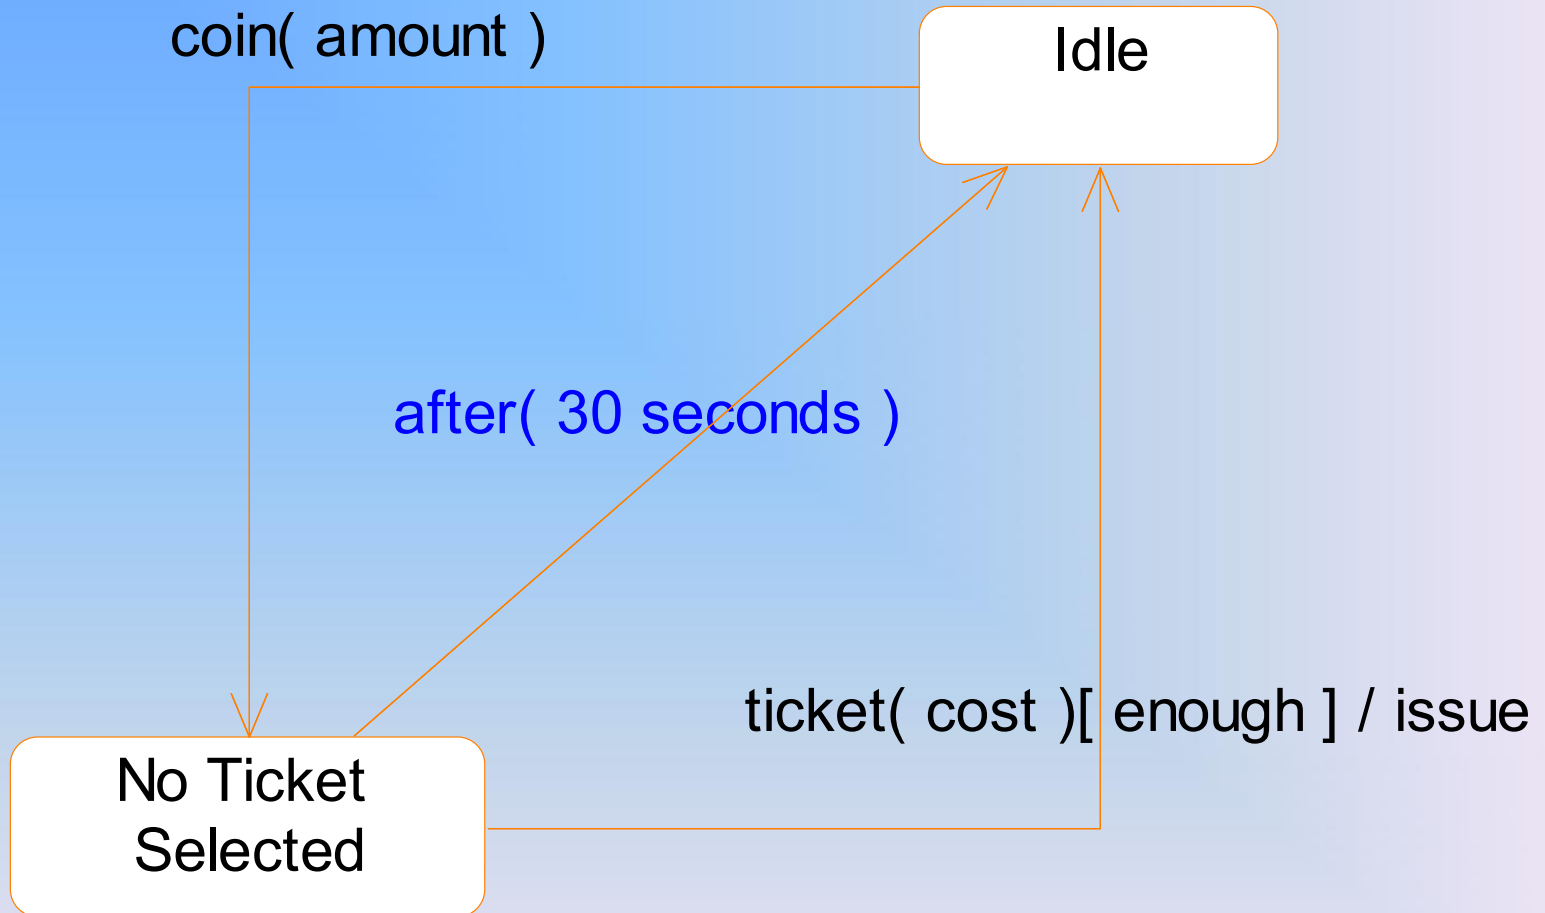 coin( amount )
Idle
after( 30 seconds )
ticket( cost )[ enough ] / issue
No Ticket
Selected